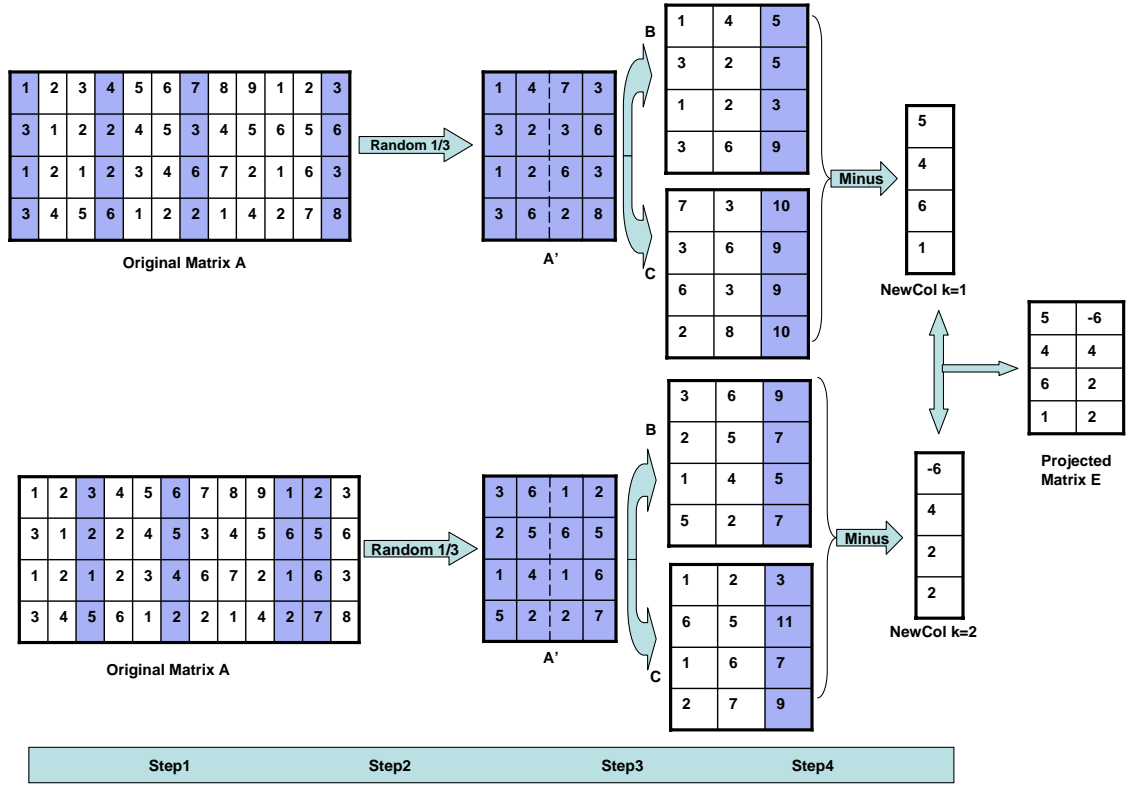 1 2 3 4 5 6 7 8 9 1 2 3
3 1 2 2 4 5 3 4 5 6 5 6
1 2 1 2 3 4 6 7 2 1 6 3
3 4 5 6 1 2 2 1 4 2 7 8
Original Matrix A
Random 1/3
1 4 7 3
3 2 3 6
1 2 6 3
3 6 2 8
A'
B
1 4 5
3 2 5
1 2 3
3 6 9
C
7 3 10
3 6 9
6 3 9
2 8 10
Minus
5
4
6
1
NewCol k=1
1 2 3 4 5 6 7 8 9 1 2 3
3 1 2 2 4 5 3 4 5 6 5 6
1 2 1 2 3 4 6 7 2 1 6 3
3 4 5 6 1 2 2 1 4 2 7 8
Original Matrix A
Random 1/3
3 6 1 2
2 5 6 5
1 4 1 6
5 2 2 7
A'
B
3 6 9
2 5 7
1 4 5
5 2 7
C
1 2 3
6 5 11
1 6 7
2 7 9
Minus
-6
4
2
2
NewCol k=2
5 -6
4 4
6 2
1 2
Projected
Matrix E
Step1 Step2 Step3 Step4